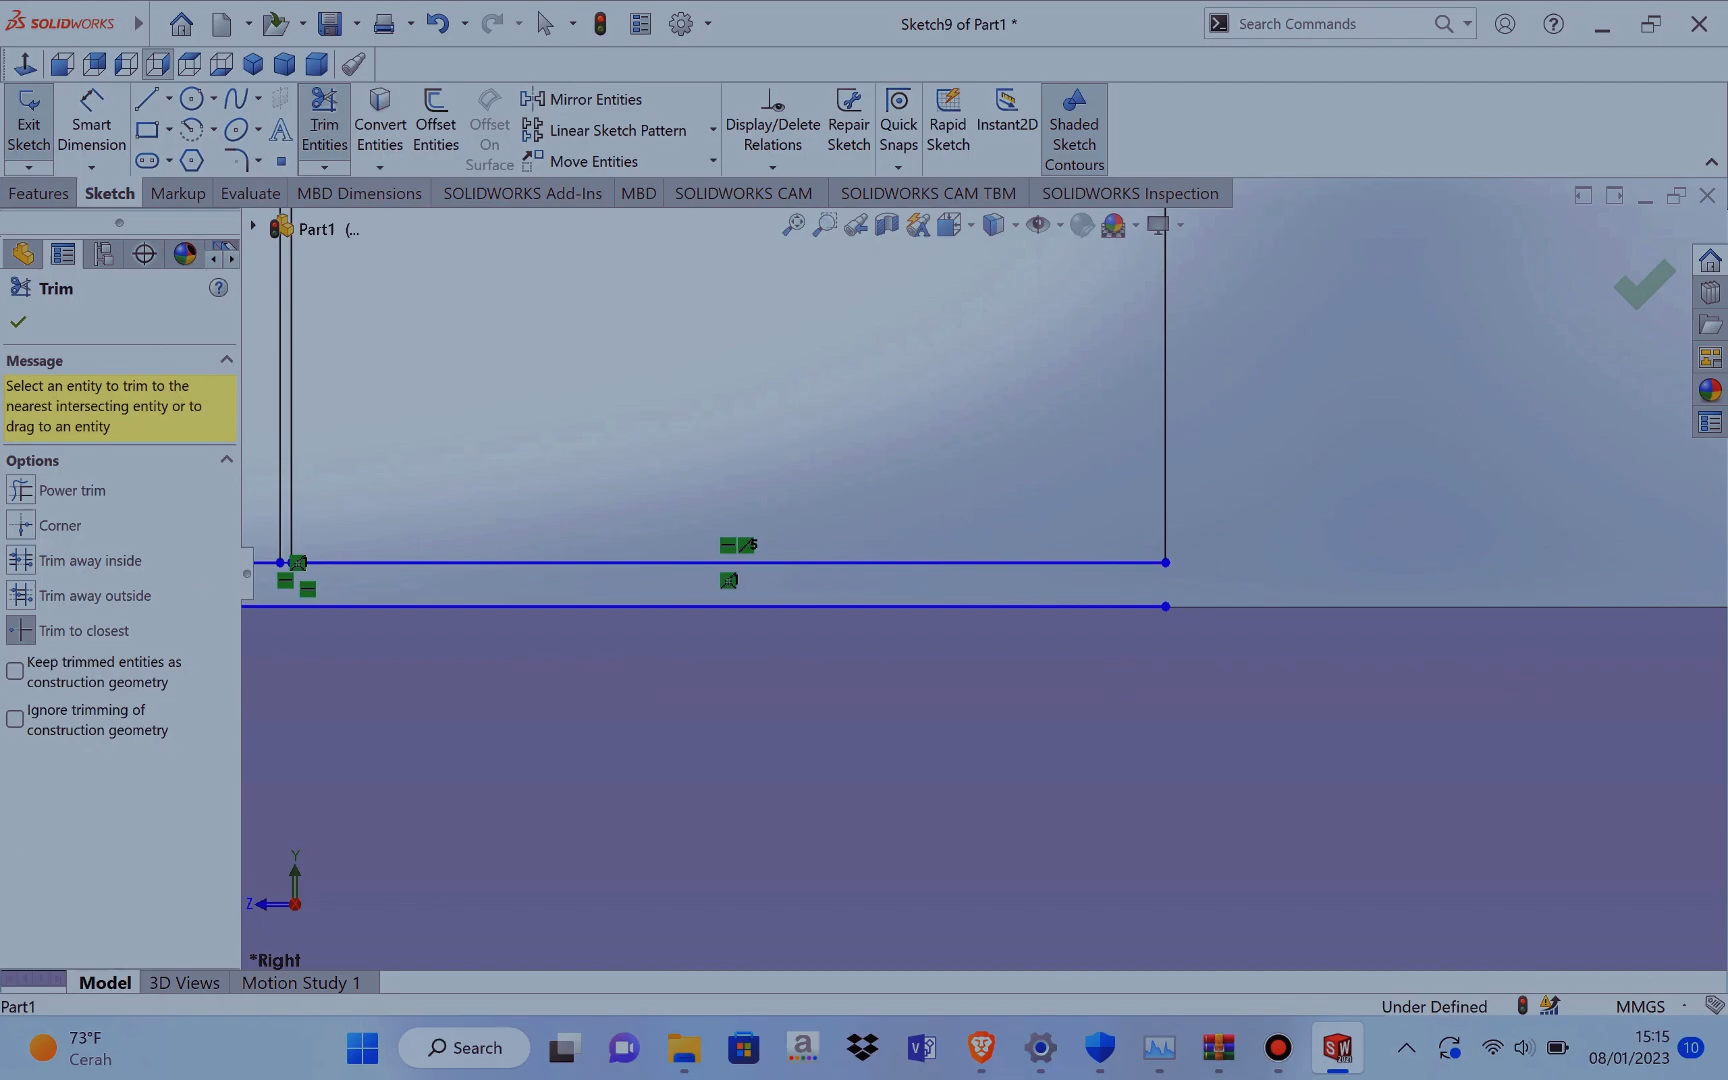 SOLIDWORKS
Sketch9 of Part1 *
Search Commands
Exit Sketch
Smart Dimension
Trim Entities
Convert Entities
Offset Entities
Offset On Surface
Mirror Entities
Linear Sketch Pattern
Move Entities
Display/Delete Relations
Repair Sketch
Quick Snaps
Rapid Sketch
Instant2D
Shaded Sketch Contours
Features
Sketch
Markup
Evaluate
MBD Dimensions
SOLIDWORKS Add-Ins
MBD
SOLIDWORKS CAM
SOLIDWORKS CAM TBM
SOLIDWORKS Inspection
Part1 (...
Trim
Message
Select an entity to trim to the
nearest intersecting entity or to
drag to an entity
Options
Power trim
Corner
Trim away inside
Trim away outside
Trim to closest
Keep trimmed entities as
construction geometry
Ignore trimming of
construction geometry
5
1
1
Y
Z
*Right
Model
3D Views
Motion Study 1
Part1
Under Defined
MMGS
73°F
Cerah
Search
15:15
08/01/2023
10